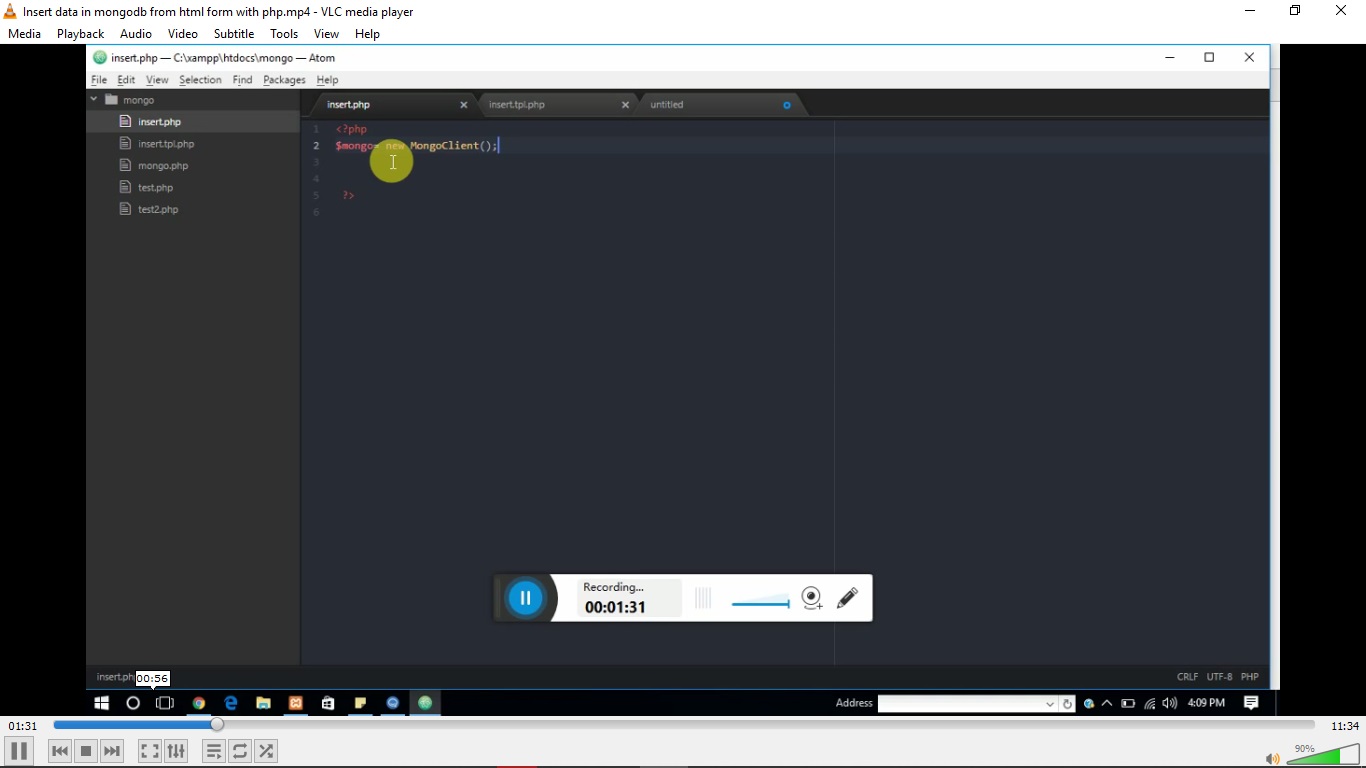 Insert data in mongodb from html form with php.mp4 - VLC media player
Media Playback Audio Video Subtitle Tools View Help
insert.php — C:\xampp\htdocs\mongo — Atom
File Edit View Selection Find Packages Help
mongo
insert.php
insert.tpl.php
mongo.php
test.php
test2.php
insert.php insert.tpl.php untitled
1 <?php
2 $mongo= new MongoClient();
3
4
5 ?>
6
Recording...
00:01:31
insert.ph
00:56
CRLF UTF-8 PHP
Address
4:09 PM
01:31
11:34
90%